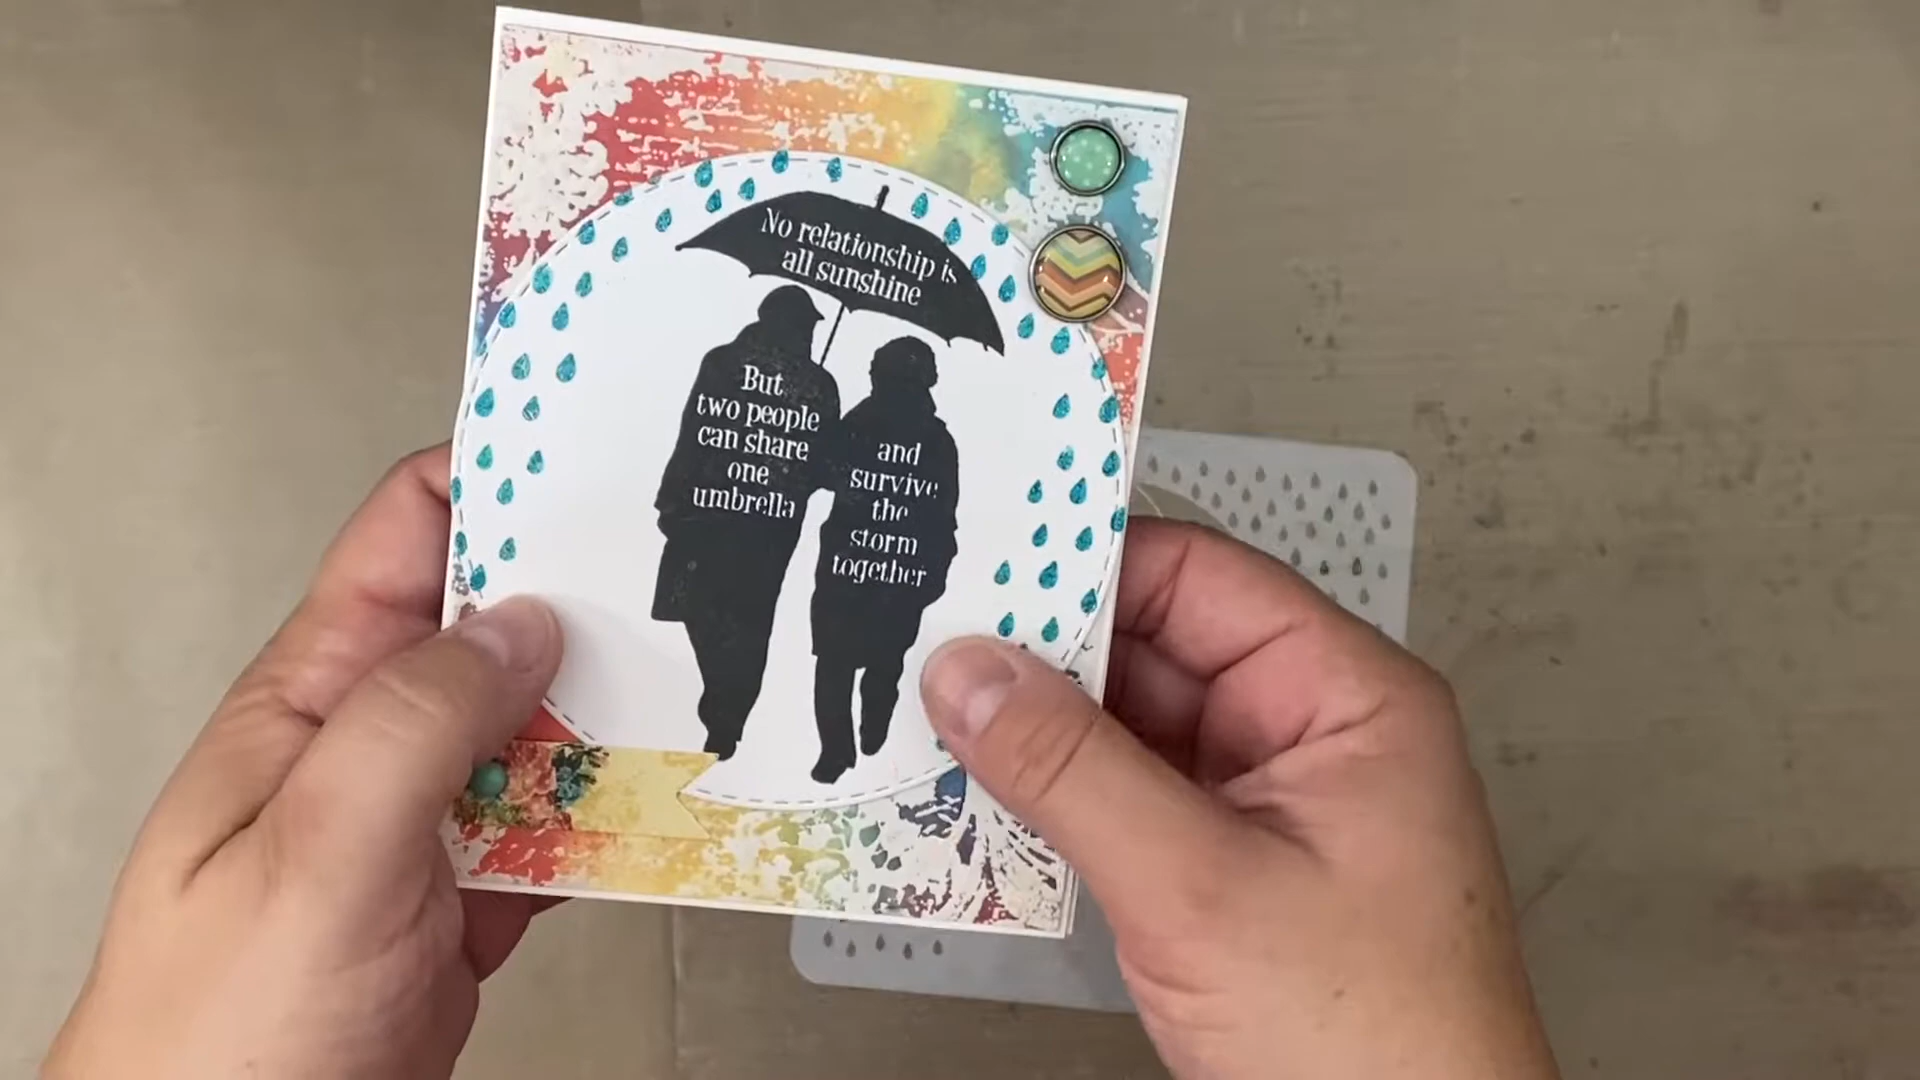 No relationship is
all sunshine
But
two people
can share
one
umbrella
and
survive
the
storm
together